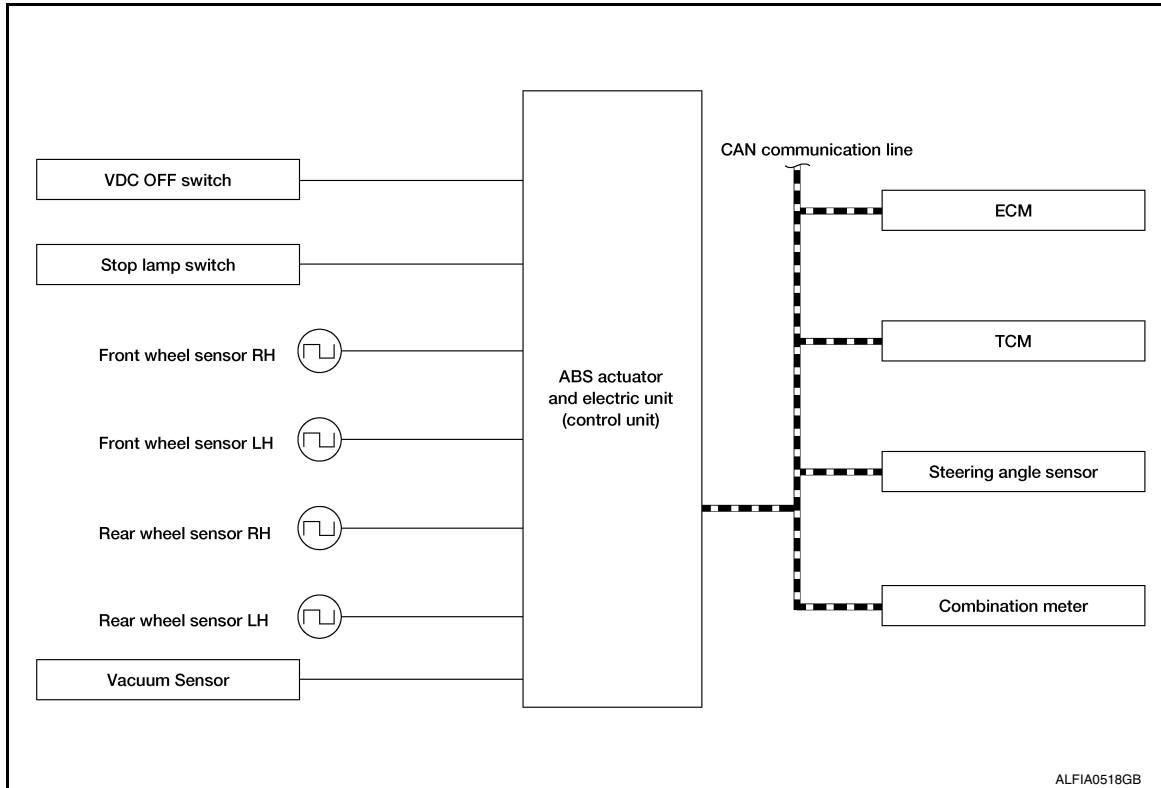 VDC OFF switch
Stop lamp switch
Front wheel sensor RH
Front wheel sensor LH
Rear wheel sensor RH
Rear wheel sensor LH
Vacuum Sensor
ABS actuator
and electric unit
(control unit)
CAN communication line
ECM
TCM
Steering angle sensor
Combination meter
ALFIA0518GB